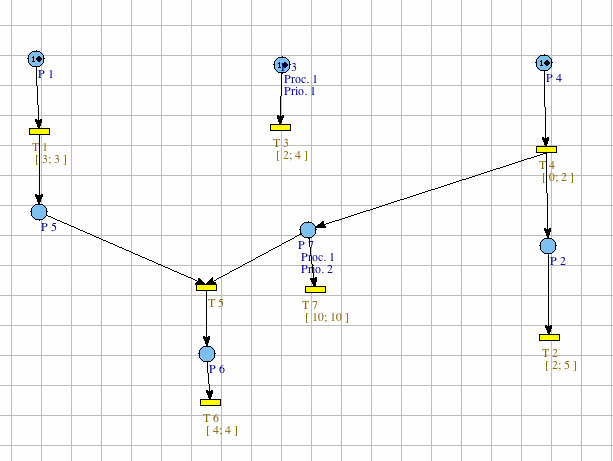 1
P 1
T 1
[ 3; 3 ]
P 5
1
P 3
Proc. 1
Prio. 1
T 3
[ 2; 4 ]
1
P 4
T 4
[ 0; 2 ]
P 7
Proc. 1
Prio. 2
P 2
T 5
T 7
[ 10; 10 ]
T 2
[ 2; 5 ]
P 6
T 6
[ 4; 4 ]